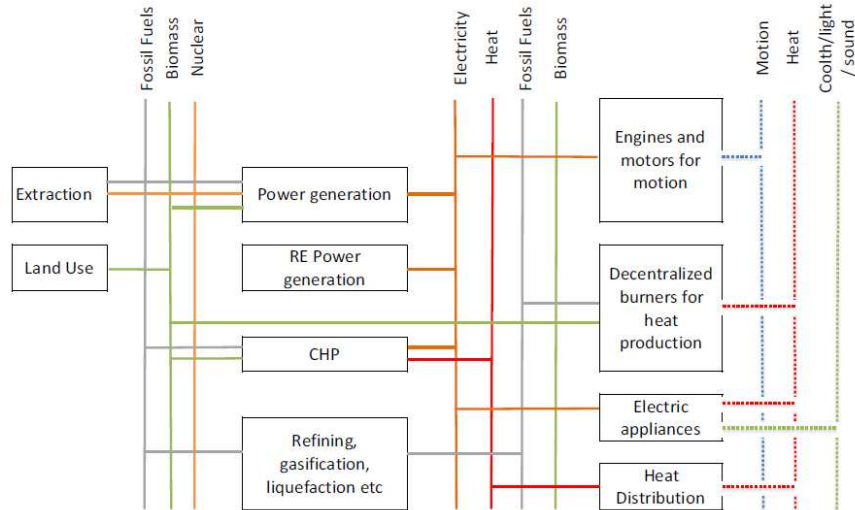 Fossil Fuels
Biomass
Nuclear
Electricity
Heat
Fossil Fuels
Biomass
Motion
Heat
Coolth/light
/ sound
Extraction
Power generation
Engines and
motors for
motion
Land Use
RE Power
generation
Decentralized
burners for
heat
production
CHP
Electric
appliances
Refining,
gasification,
liquefaction etc
Heat
Distribution